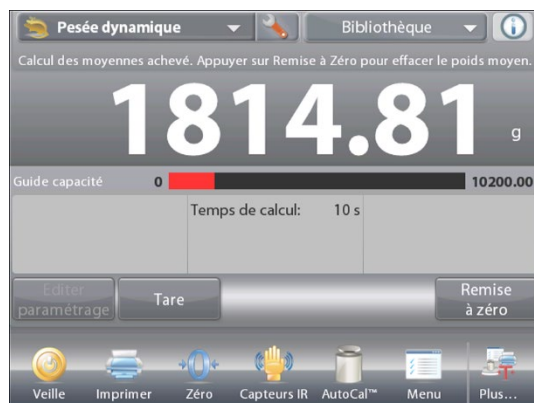 Pesée dynamique
Bibliothèque
Calcul des moyennes achevé. Appuyer sur Remise à Zéro pour effacer le poids moyen.
1814.81 g
Guide capacité 0 10200.00
Temps de calcul: 10 s
Editer
paramétrage
Tare
Remise
à zéro
Veille Imprimer Zéro Capteurs IR AutoCal™ Menu Plus...